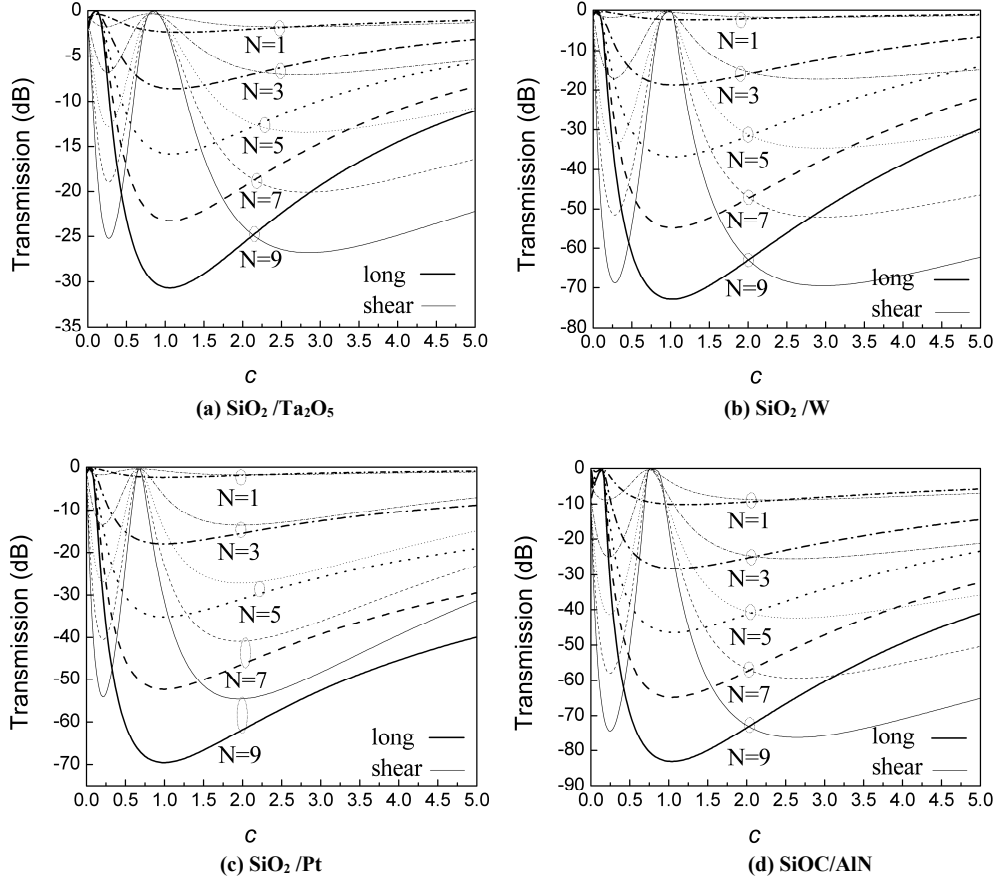 0
-5
-10
-15
-20
-25
-30
-35
Transmission (dB)
N=1
N=3
N=5
N=7
N=9
long
shear
0.0 0.5 1.0 1.5 2.0 2.5 3.0 3.5 4.0 4.5 5.0
c
(a) SiO₂ /Ta₂O₅
0
-10
-20
-30
-40
-50
-60
-70
-80
Transmission (dB)
N=1
N=3
N=5
N=7
N=9
long
shear
0.0 0.5 1.0 1.5 2.0 2.5 3.0 3.5 4.0 4.5 5.0
c
(b) SiO₂ /W
0
-10
-20
-30
-40
-50
-60
-70
Transmission (dB)
N=1
N=3
N=5
N=7
N=9
long
shear
0.0 0.5 1.0 1.5 2.0 2.5 3.0 3.5 4.0 4.5 5.0
c
(c) SiO₂ /Pt
0
-10
-20
-30
-40
-50
-60
-70
-80
-90
Transmission (dB)
N=1
N=3
N=5
N=7
N=9
long
shear
0.0 0.5 1.0 1.5 2.0 2.5 3.0 3.5 4.0 4.5 5.0
c
(d) SiOC/AlN